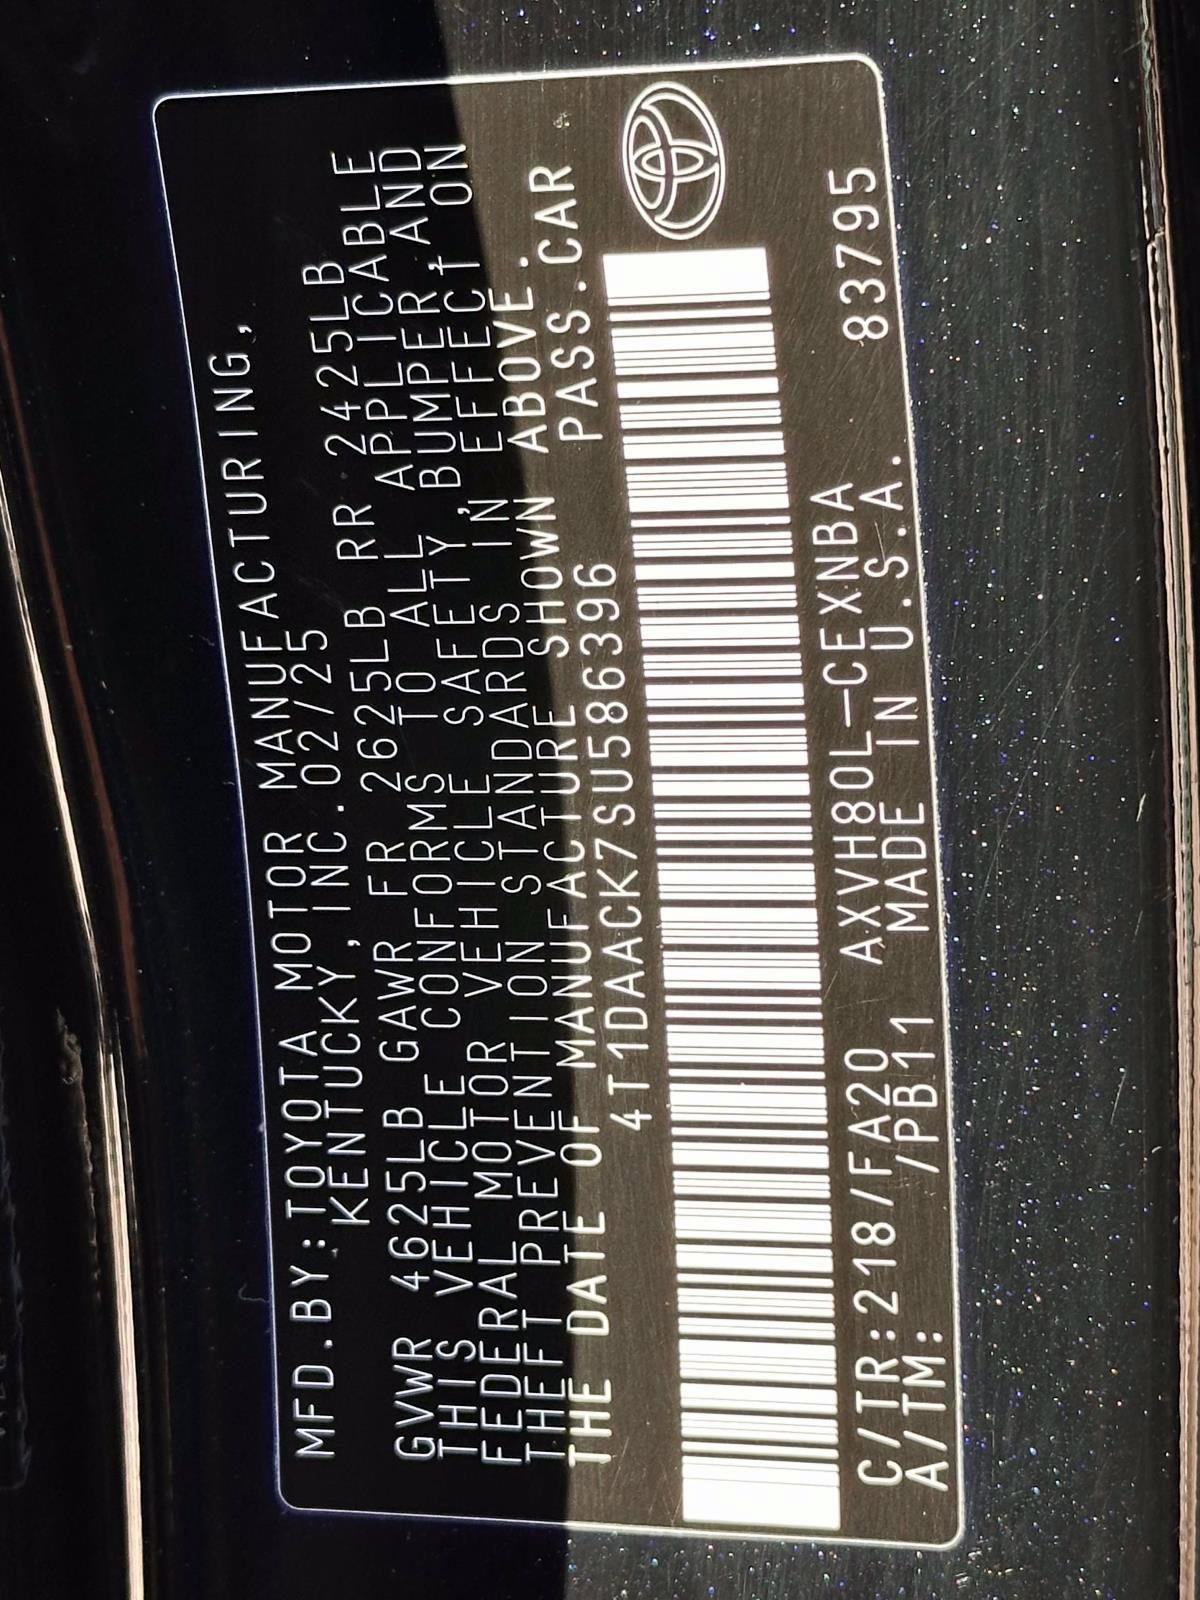 MFD.BY:TOYOTA MOTOR MANUFACTURING,
KENTUCKY, INC.02/25
GVWR 4625LB GAWR FR 2625LB RR 2425LB
THIS VEHICLE CONFORMS TO ALL APPLICABLE
FEDERAL MOTOR VEHICLE SAFETY, BUMPER, AND
THEFT PREVENTION STANDARDS IN EFFECT ON
THE DATE OF MANUFACTURE SHOWN ABOVE.
4T1DAACK7SU586396 PASS.CAR
C/TR:218/FA20 AXVH80L-CEXNBA 83795
A/TM: /PB11 MADE IN U.S.A.